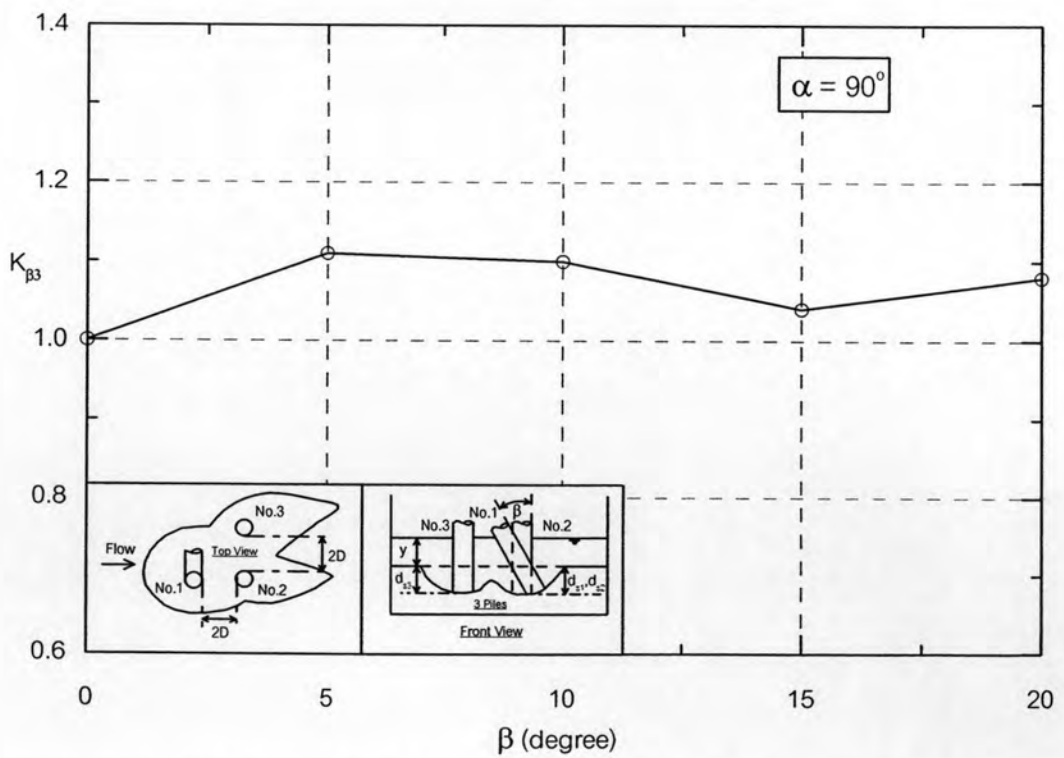 1.4
α = 90°
1.2
K_β3
1.0
0.8
0.6
No.3
Flow
Top View
2D
No.1
No.2
2D
No.1
β
No.3
No.2
y
d_s3
d_s1, d_s2
3 Piles
Front View
0
5
10
15
20
β (degree)